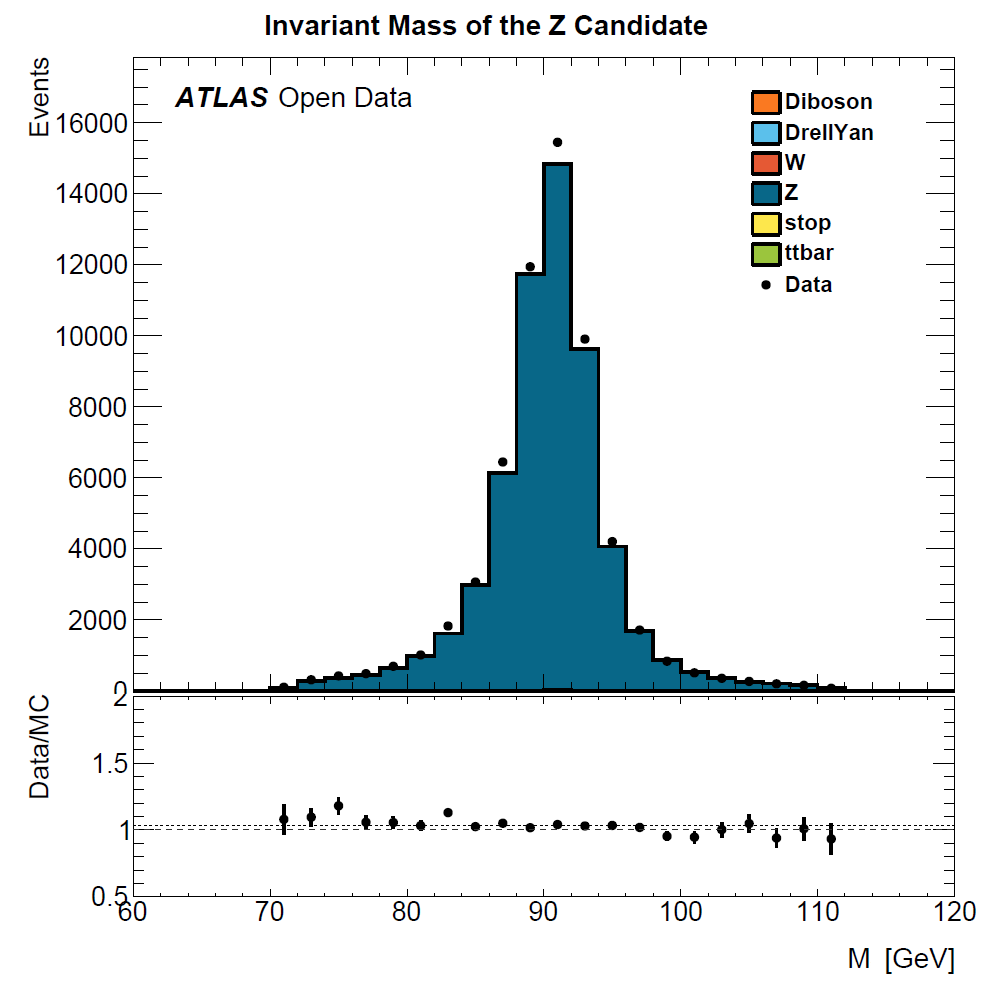 Invariant Mass of the Z Candidate
Events
ATLAS Open Data
Diboson
DrellYan
W
Z
stop
ttbar
Data
16000
14000
12000
10000
8000
6000
4000
2000
0
Data/MC
2
1.5
1
0.5
60 70 80 90 100 110 120
M [GeV]